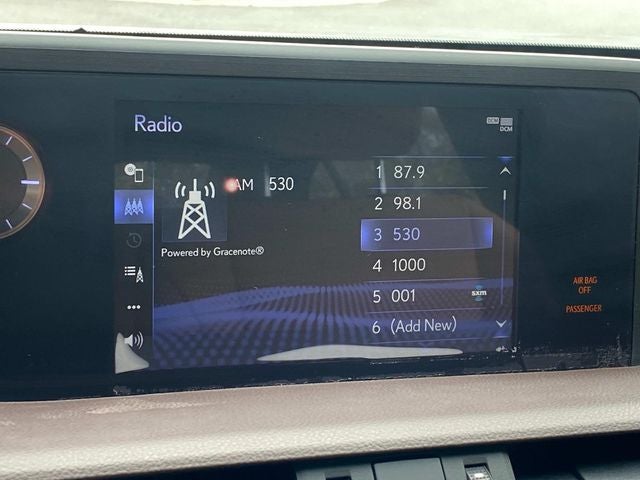 Radio
DCM
DCM
AM 530
Powered by Gracenote®
1 87.9
2 98.1
3 530
4 1000
5 001 sxm
6 (Add New)
AIR BAG
OFF
PASSENGER